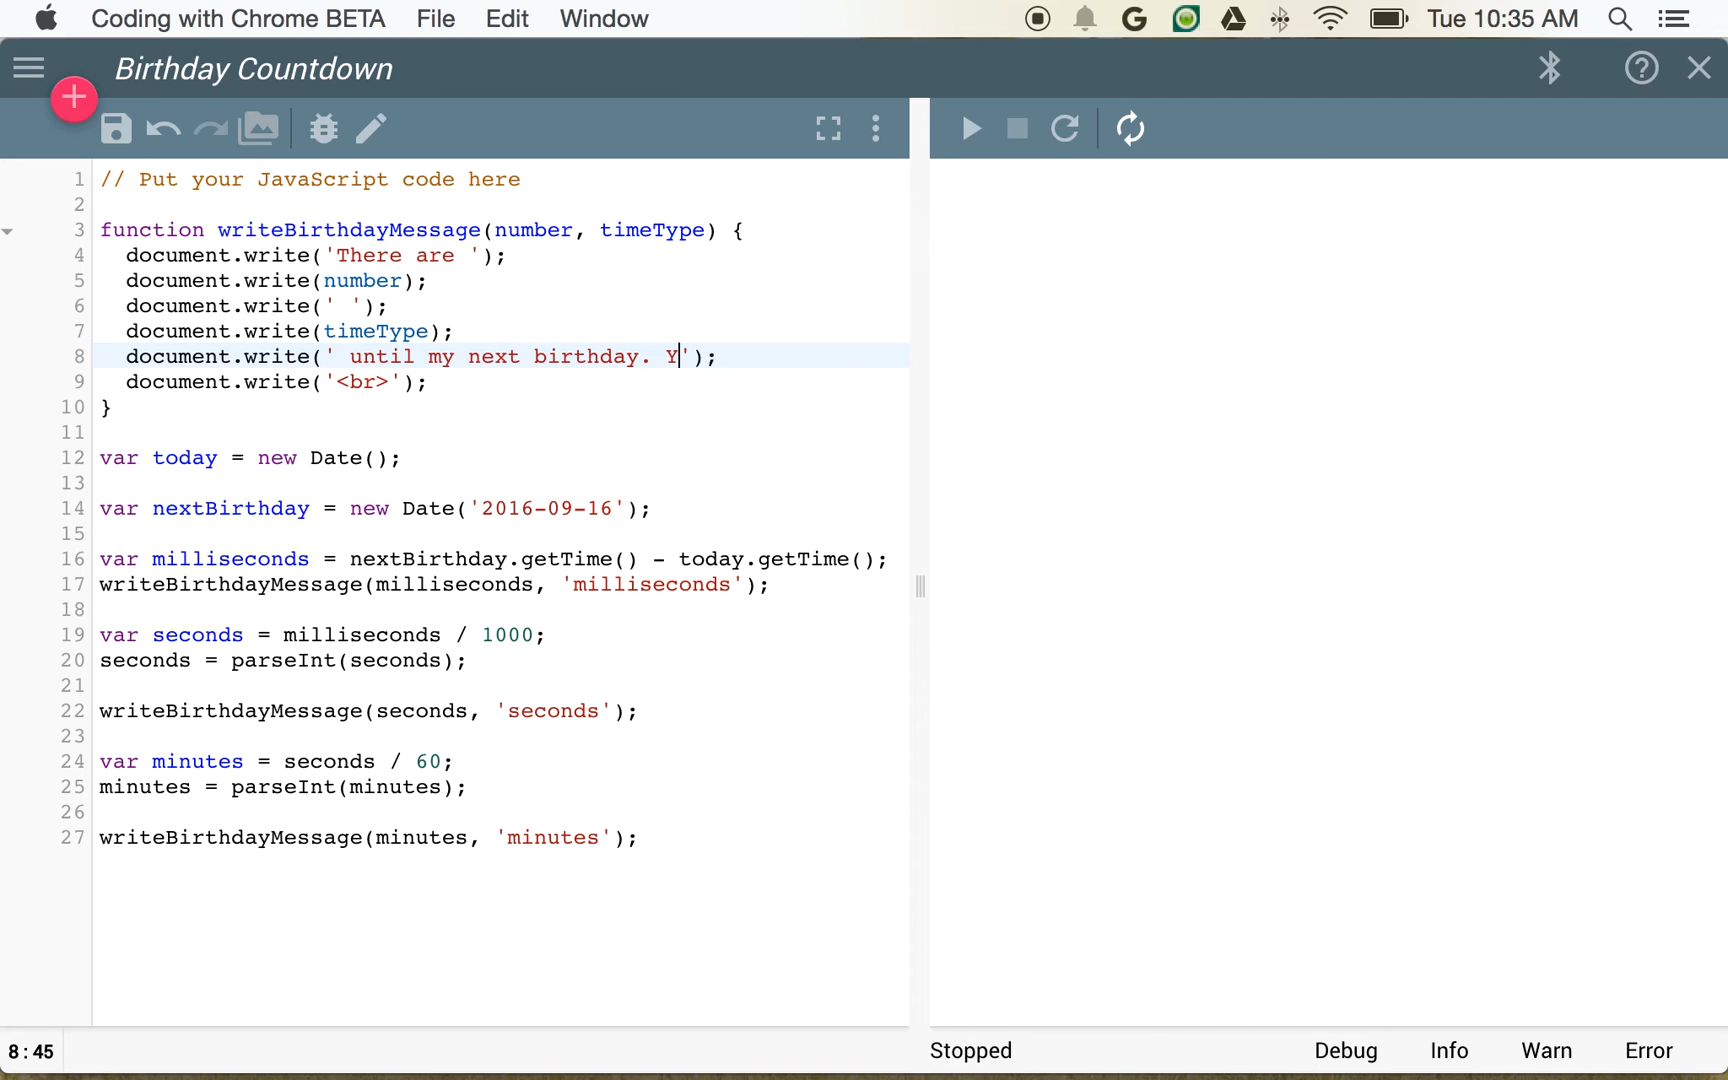 Coding with Chrome BETA File Edit Window Tue 10:35 AM
Birthday Countdown
1 // Put your JavaScript code here
2
3 function writeBirthdayMessage(number, timeType) {
4 document.write('There are ');
5 document.write(number);
6 document.write(' ');
7 document.write(timeType);
8 document.write(' until my next birthday. Y');
9 document.write('<br>');
10 }
11
12 var today = new Date();
13
14 var nextBirthday = new Date('2016-09-16');
15
16 var milliseconds = nextBirthday.getTime() - today.getTime();
17 writeBirthdayMessage(milliseconds, 'milliseconds');
18
19 var seconds = milliseconds / 1000;
20 seconds = parseInt(seconds);
21
22 writeBirthdayMessage(seconds, 'seconds');
23
24 var minutes = seconds / 60;
25 minutes = parseInt(minutes);
26
27 writeBirthdayMessage(minutes, 'minutes');
8:45 Stopped Debug Info Warn Error